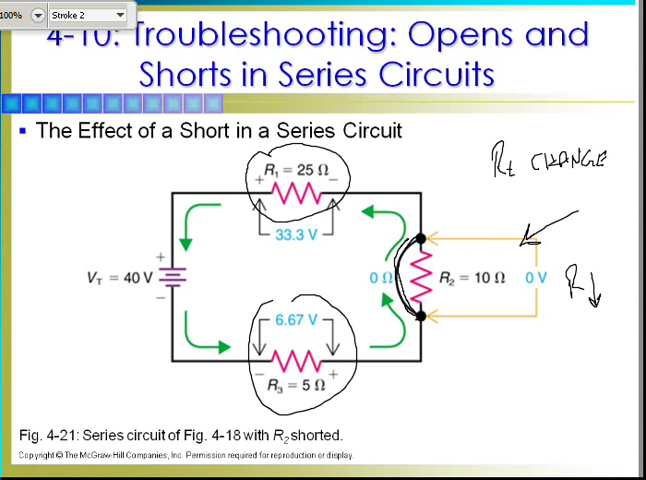 100%
Stroke 2
4-10: Troubleshooting: Opens and
Shorts in Series Circuits
▪ The Effect of a Short in a Series Circuit
Rt CHANGE
R₁ = 25 Ω
+ −
33.3 V
+
V_T = 40 V
−
0 Ω
R₂ = 10 Ω
0 V
R↓
6.67 V
− +
R₃ = 5 Ω
Fig. 4-21: Series circuit of Fig. 4-18 with R₂ shorted.
Copyright © The McGraw-Hill Companies, Inc. Permission required for reproduction or display.